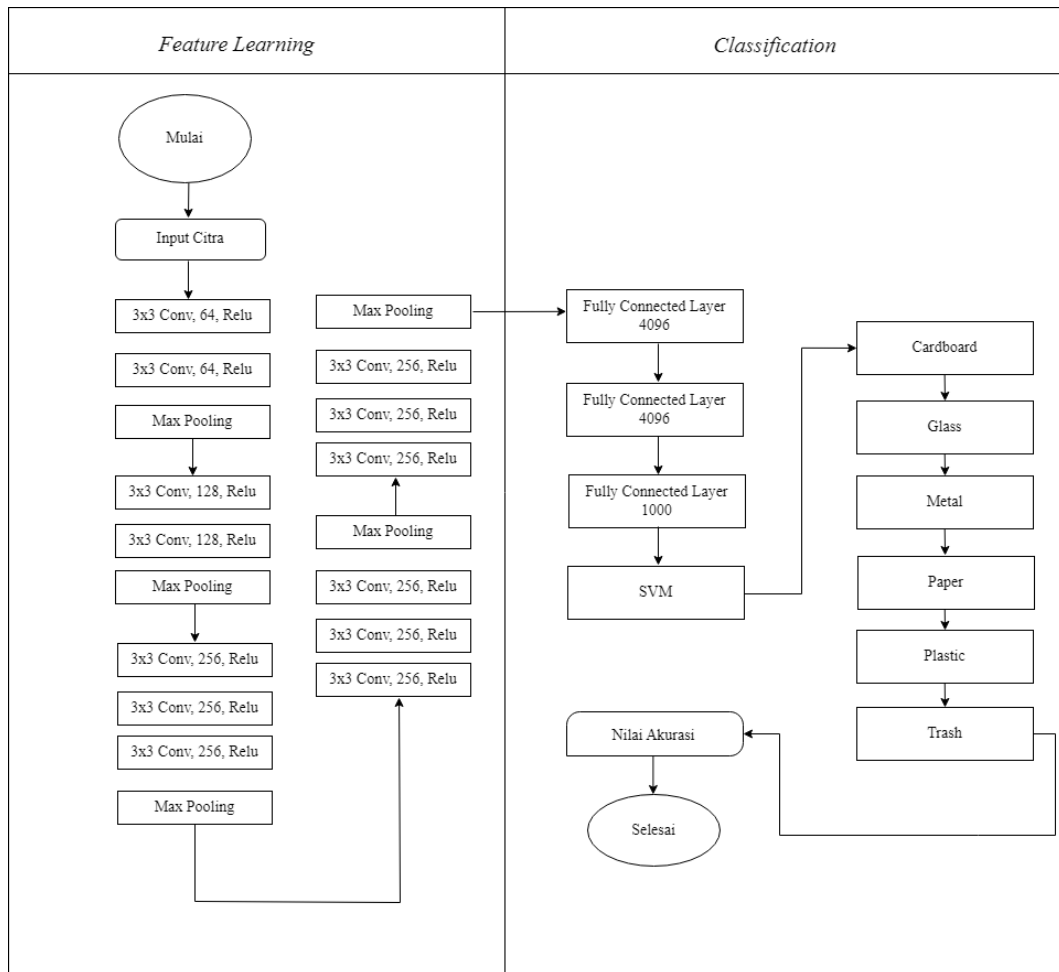 Feature Learning
Classification
Mulai
Input Citra
3x3 Conv, 64, Relu
3x3 Conv, 64, Relu
Max Pooling
3x3 Conv, 128, Relu
3x3 Conv, 128, Relu
Max Pooling
3x3 Conv, 256, Relu
3x3 Conv, 256, Relu
3x3 Conv, 256, Relu
Max Pooling
3x3 Conv, 256, Relu
3x3 Conv, 256, Relu
3x3 Conv, 256, Relu
Max Pooling
3x3 Conv, 256, Relu
3x3 Conv, 256, Relu
3x3 Conv, 256, Relu
Max Pooling
Fully Connected Layer
4096
Fully Connected Layer
4096
Fully Connected Layer
1000
SVM
Cardboard
Glass
Metal
Paper
Plastic
Trash
Nilai Akurasi
Selesai